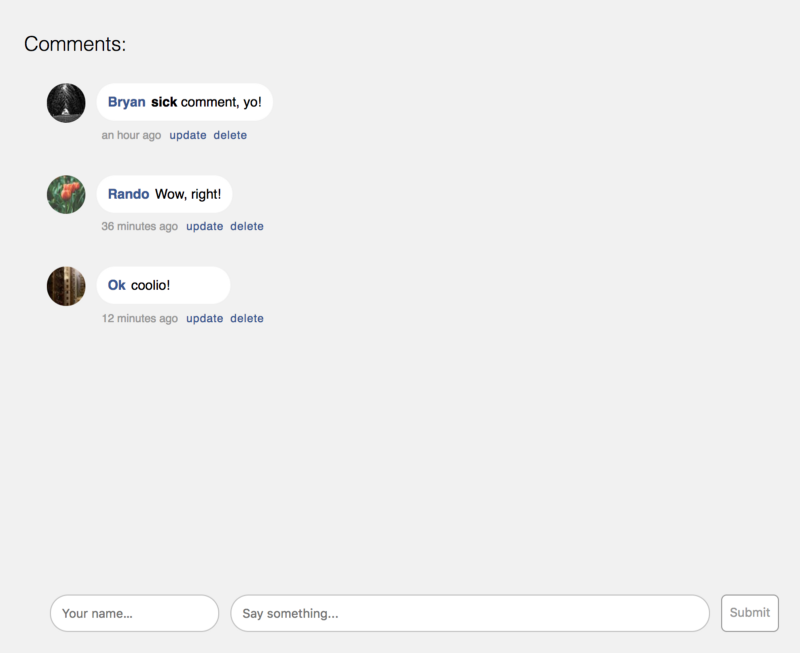 Comments:
Bryan sick comment, yo!
an hour ago update delete
Rando Wow, right!
36 minutes ago update delete
Ok coolio!
12 minutes ago update delete
Your name... Say something... Submit